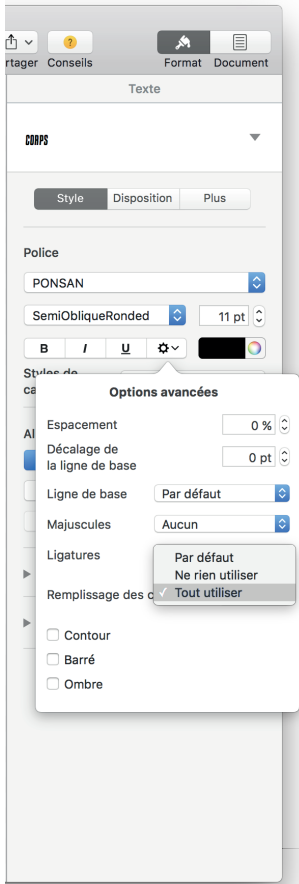 rtager Conseils Format Document
Texte
CORPS
Style Disposition Plus
Police
PONSAN
SemiObliqueRonded 11 pt
B I U
Styles de
ca
Options avancées
Al
Espacement 0 %
Décalage de
la ligne de base 0 pt
Ligne de base Par défaut
Majuscules Aucun
Ligatures
Par défaut
Ne rien utiliser
✓ Tout utiliser
Remplissage des c
Contour
Barré
Ombre